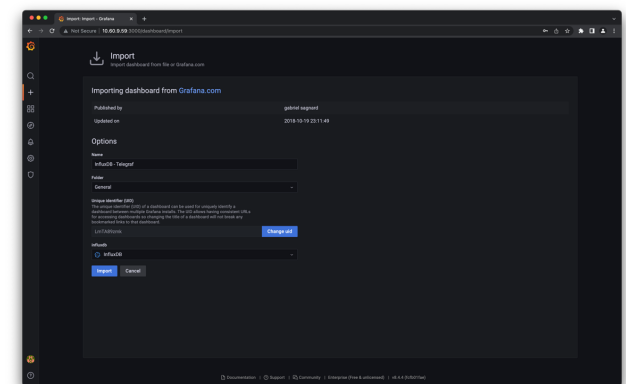 Import: Import - Grafana
Not Secure | 10.60.0.59:3000/dashboard/import
Import
Import dashboard from file or Grafana.com
Importing dashboard from Grafana.com
Published by gabriel sagnard
Updated on 2018-10-19 23:11:49
Options
Name
InfluxDB - Telegraf
Folder
General
Unique identifier (UID)
The unique identifier (UID) of a dashboard can be used for uniquely identify a
dashboard between multiple Grafana installs. The UID allows having consistent URLs
for accessing dashboards so changing the title of a dashboard will not break any
bookmarked links to that dashboard.
Change uid
influxdb
InfluxDB
Import Cancel
Documentation | Support | Community | Enterprise (Free & unlicensed)